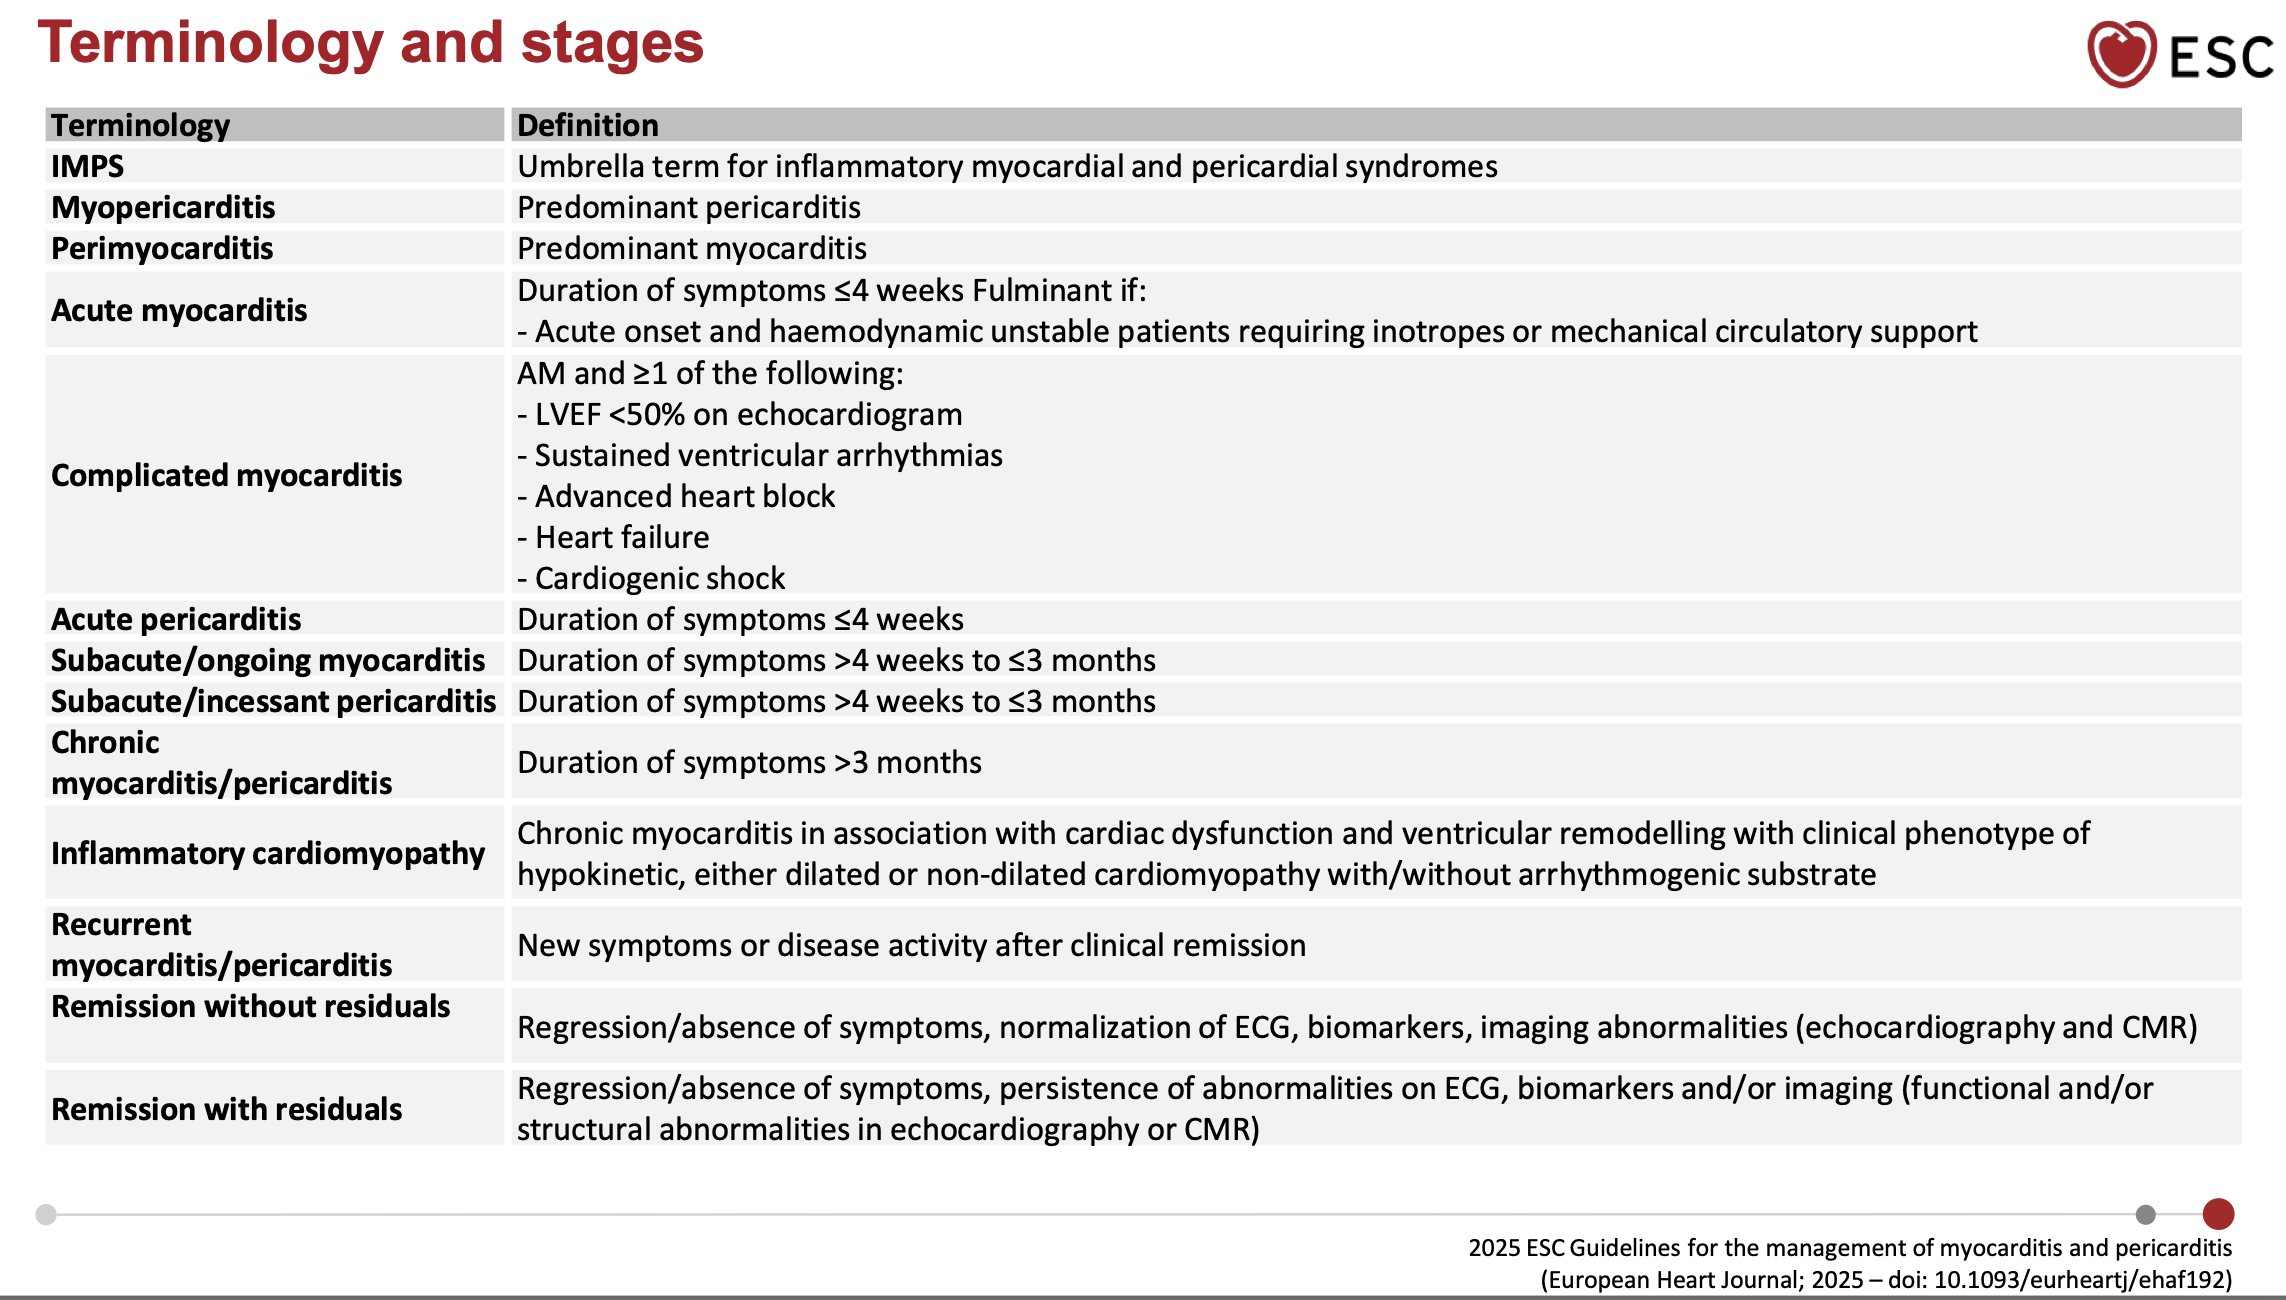 Terminology and stages
ESC
Terminology Definition
IMPS Umbrella term for inflammatory myocardial and pericardial syndromes
Myopericarditis Predominant pericarditis
Perimyocarditis Predominant myocarditis
Acute myocarditis
Duration of symptoms ≤4 weeks Fulminant if:
- Acute onset and haemodynamic unstable patients requiring inotropes or mechanical circulatory support
Complicated myocarditis
AM and ≥1 of the following:
- LVEF <50% on echocardiogram
- Sustained ventricular arrhythmias
- Advanced heart block
- Heart failure
- Cardiogenic shock
Acute pericarditis Duration of symptoms ≤4 weeks
Subacute/ongoing myocarditis Duration of symptoms >4 weeks to ≤3 months
Subacute/incessant pericarditis Duration of symptoms >4 weeks to ≤3 months
Chronic
myocarditis/pericarditis
Duration of symptoms >3 months
Inflammatory cardiomyopathy
Chronic myocarditis in association with cardiac dysfunction and ventricular remodelling with clinical phenotype of
hypokinetic, either dilated or non-dilated cardiomyopathy with/without arrhythmogenic substrate
Recurrent
myocarditis/pericarditis
New symptoms or disease activity after clinical remission
Remission without residuals
Regression/absence of symptoms, normalization of ECG, biomarkers, imaging abnormalities (echocardiography and CMR)
Remission with residuals
Regression/absence of symptoms, persistence of abnormalities on ECG, biomarkers and/or imaging (functional and/or
structural abnormalities in echocardiography or CMR)
2025 ESC Guidelines for the management of myocarditis and pericarditis
(European Heart Journal; 2025 – doi: 10.1093/eurheartj/ehaf192)